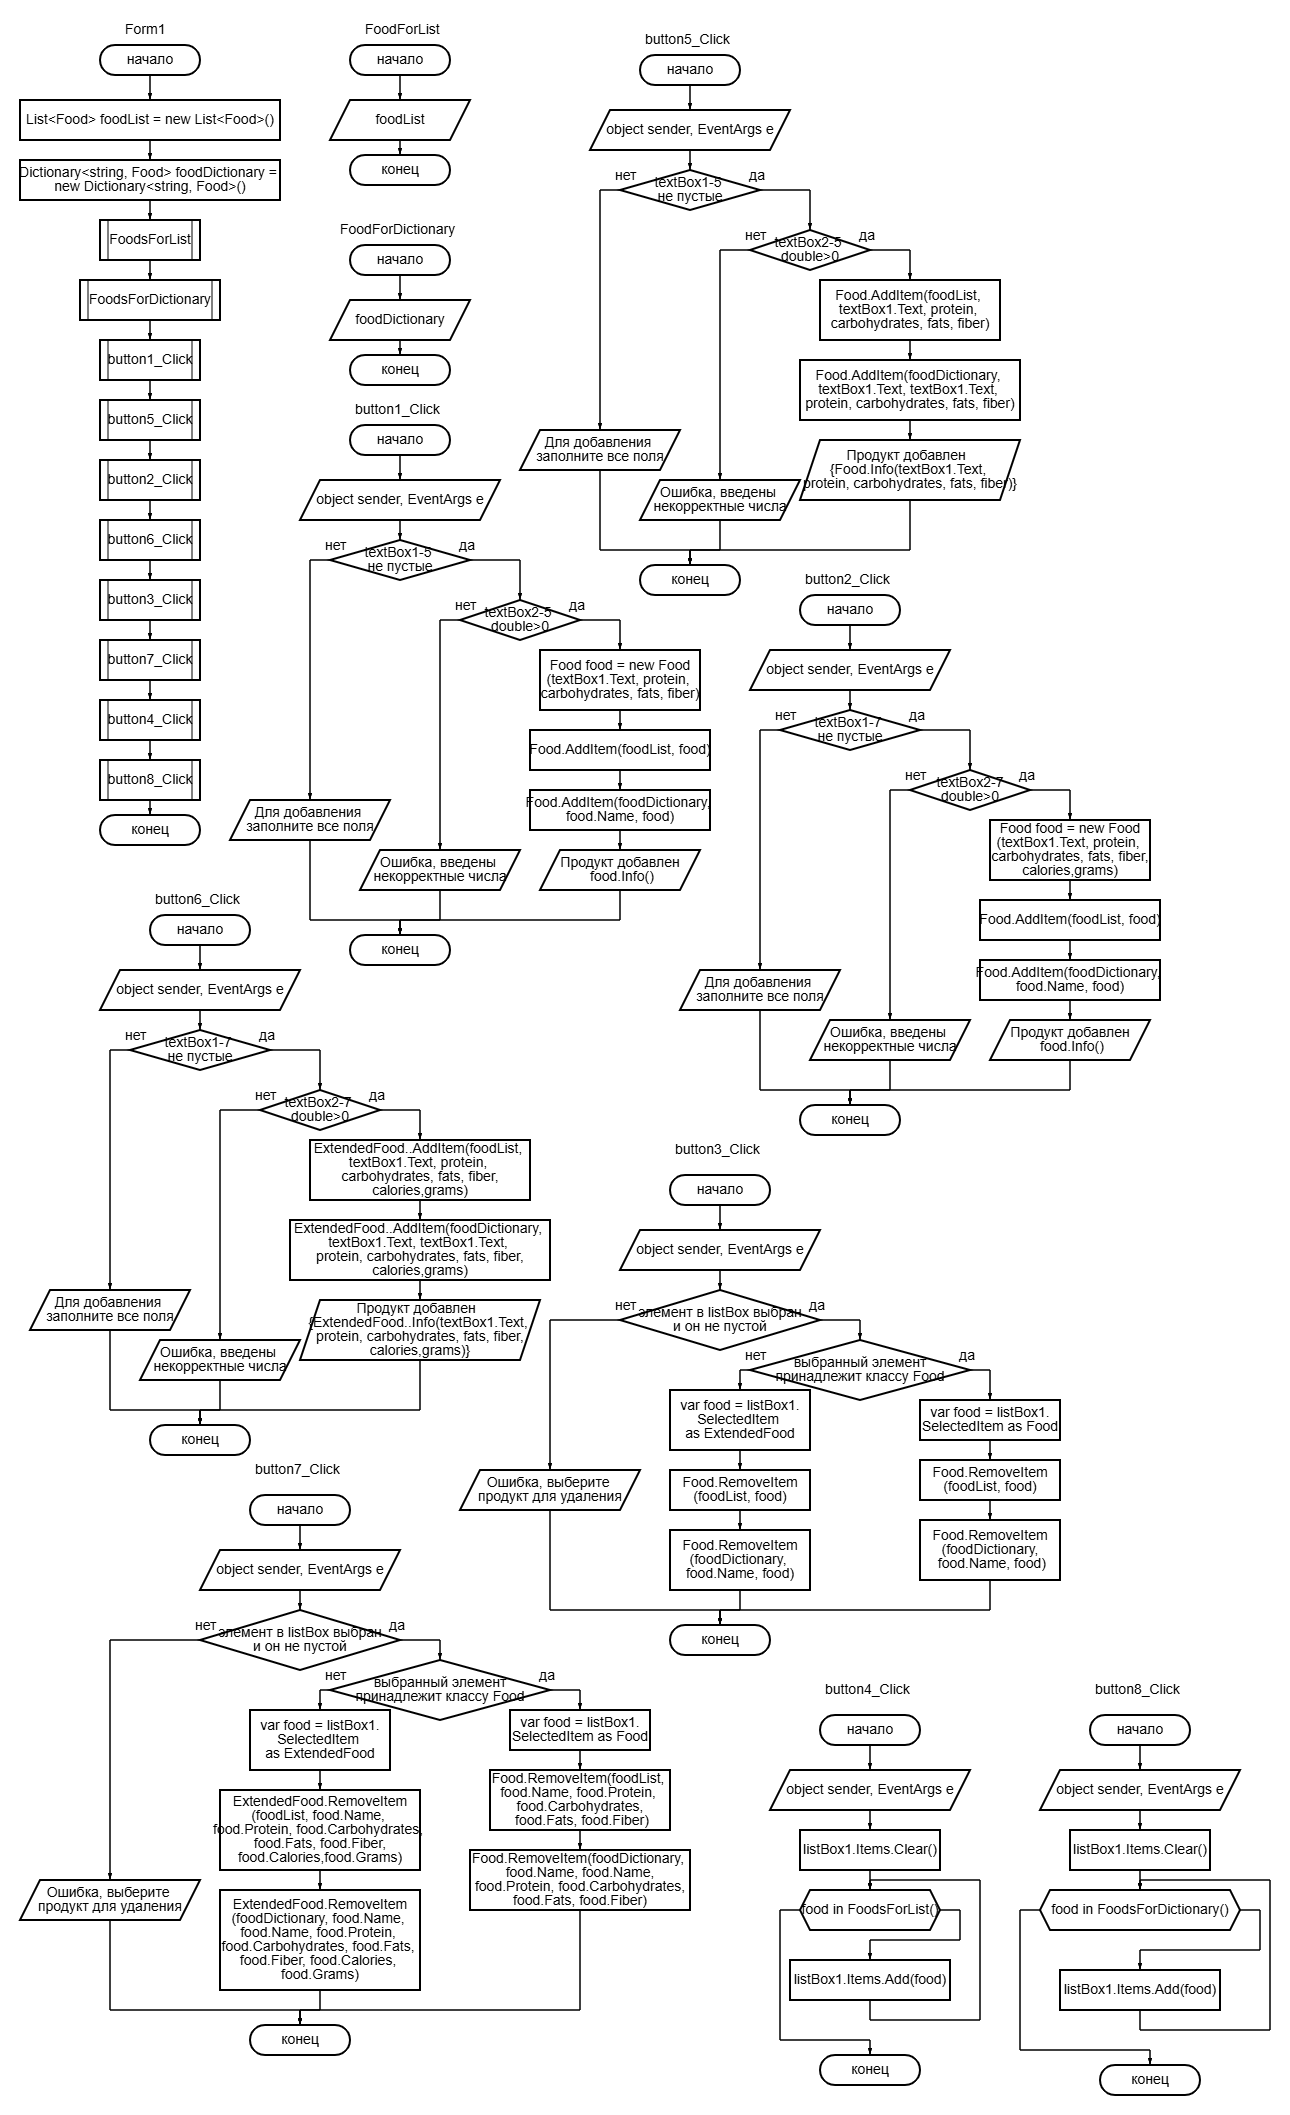 Form1
начало
List<Food> foodList = new List<Food>()
Dictionary<string, Food> foodDictionary =
new Dictionary<string, Food>()
FoodsForList
FoodsForDictionary
button1_Click
button5_Click
button2_Click
button6_Click
button3_Click
button7_Click
button4_Click
button8_Click
конец
FoodForList
начало
foodList
конец
FoodForDictionary
начало
foodDictionary
конец
button1_Click
начало
object sender, EventArgs e
нет
textBox1-5
не пустые
да
нет
textBox2-5
double>0
да
Food food = new Food
(textBox1.Text, protein,
carbohydrates, fats, fiber)
Food.AddItem(foodList, food)
Food.AddItem(foodDictionary,
food.Name, food)
Для добавления
заполните все поля
Ошибка, введены
некорректные числа
Продукт добавлен
food.Info()
конец
button5_Click
начало
object sender, EventArgs e
нет
textBox1-5
не пустые
да
нет
textBox2-5
double>0
да
Food.AddItem(foodList,
textBox1.Text, protein,
carbohydrates, fats, fiber)
Food.AddItem(foodDictionary,
textBox1.Text, textBox1.Text,
protein, carbohydrates, fats, fiber)
Для добавления
заполните все поля
Ошибка, введены
некорректные числа
Продукт добавлен
{Food.Info(textBox1.Text,
protein, carbohydrates, fats, fiber)}
конец
button2_Click
начало
object sender, EventArgs e
нет
textBox1-7
не пустые
да
нет
textBox2-7
double>0
да
Food food = new Food
(textBox1.Text, protein,
carbohydrates, fats, fiber,
calories,grams)
Food.AddItem(foodList, food)
Food.AddItem(foodDictionary,
food.Name, food)
Для добавления
заполните все поля
Ошибка, введены
некорректные числа
Продукт добавлен
food.Info()
конец
button6_Click
начало
object sender, EventArgs e
нет
textBox1-7
не пустые
да
нет
textBox2-7
double>0
да
ExtendedFood..AddItem(foodList,
textBox1.Text, protein,
carbohydrates, fats, fiber,
calories,grams)
ExtendedFood..AddItem(foodDictionary,
textBox1.Text, textBox1.Text,
protein, carbohydrates, fats, fiber,
calories,grams)
Для добавления
заполните все поля
Ошибка, введены
некорректные числа
Продукт добавлен
{ExtendedFood..Info(textBox1.Text,
protein, carbohydrates, fats, fiber,
calories,grams)}
конец
button3_Click
начало
object sender, EventArgs e
нет
элемент в listBox выбран
и он не пустой
да
нет
выбранный элемент
принадлежит классу Food
да
var food = listBox1.
SelectedItem
as ExtendedFood
Food.RemoveItem
(foodList, food)
Food.RemoveItem
(foodDictionary,
food.Name, food)
var food = listBox1.
SelectedItem as Food
Food.RemoveItem
(foodList, food)
Food.RemoveItem
(foodDictionary,
food.Name, food)
Ошибка, выберите
продукт для удаления
конец
button7_Click
начало
object sender, EventArgs e
нет
элемент в listBox выбран
и он не пустой
да
нет
выбранный элемент
принадлежит классу Food
да
var food = listBox1.
SelectedItem
as ExtendedFood
ExtendedFood.RemoveItem
(foodList, food.Name,
food.Protein, food.Carbohydrates,
food.Fats, food.Fiber,
food.Calories,food.Grams)
ExtendedFood.RemoveItem
(foodDictionary, food.Name,
food.Name, food.Protein,
food.Carbohydrates, food.Fats,
food.Fiber, food.Calories,
food.Grams)
var food = listBox1.
SelectedItem as Food
Food.RemoveItem(foodList,
food.Name, food.Protein,
food.Carbohydrates,
food.Fats, food.Fiber)
Food.RemoveItem(foodDictionary,
food.Name, food.Name,
food.Protein, food.Carbohydrates,
food.Fats, food.Fiber)
Ошибка, выберите
продукт для удаления
конец
button4_Click
начало
object sender, EventArgs e
listBox1.Items.Clear()
food in FoodsForList()
listBox1.Items.Add(food)
конец
button8_Click
начало
object sender, EventArgs e
listBox1.Items.Clear()
food in FoodsForDictionary()
listBox1.Items.Add(food)
конец